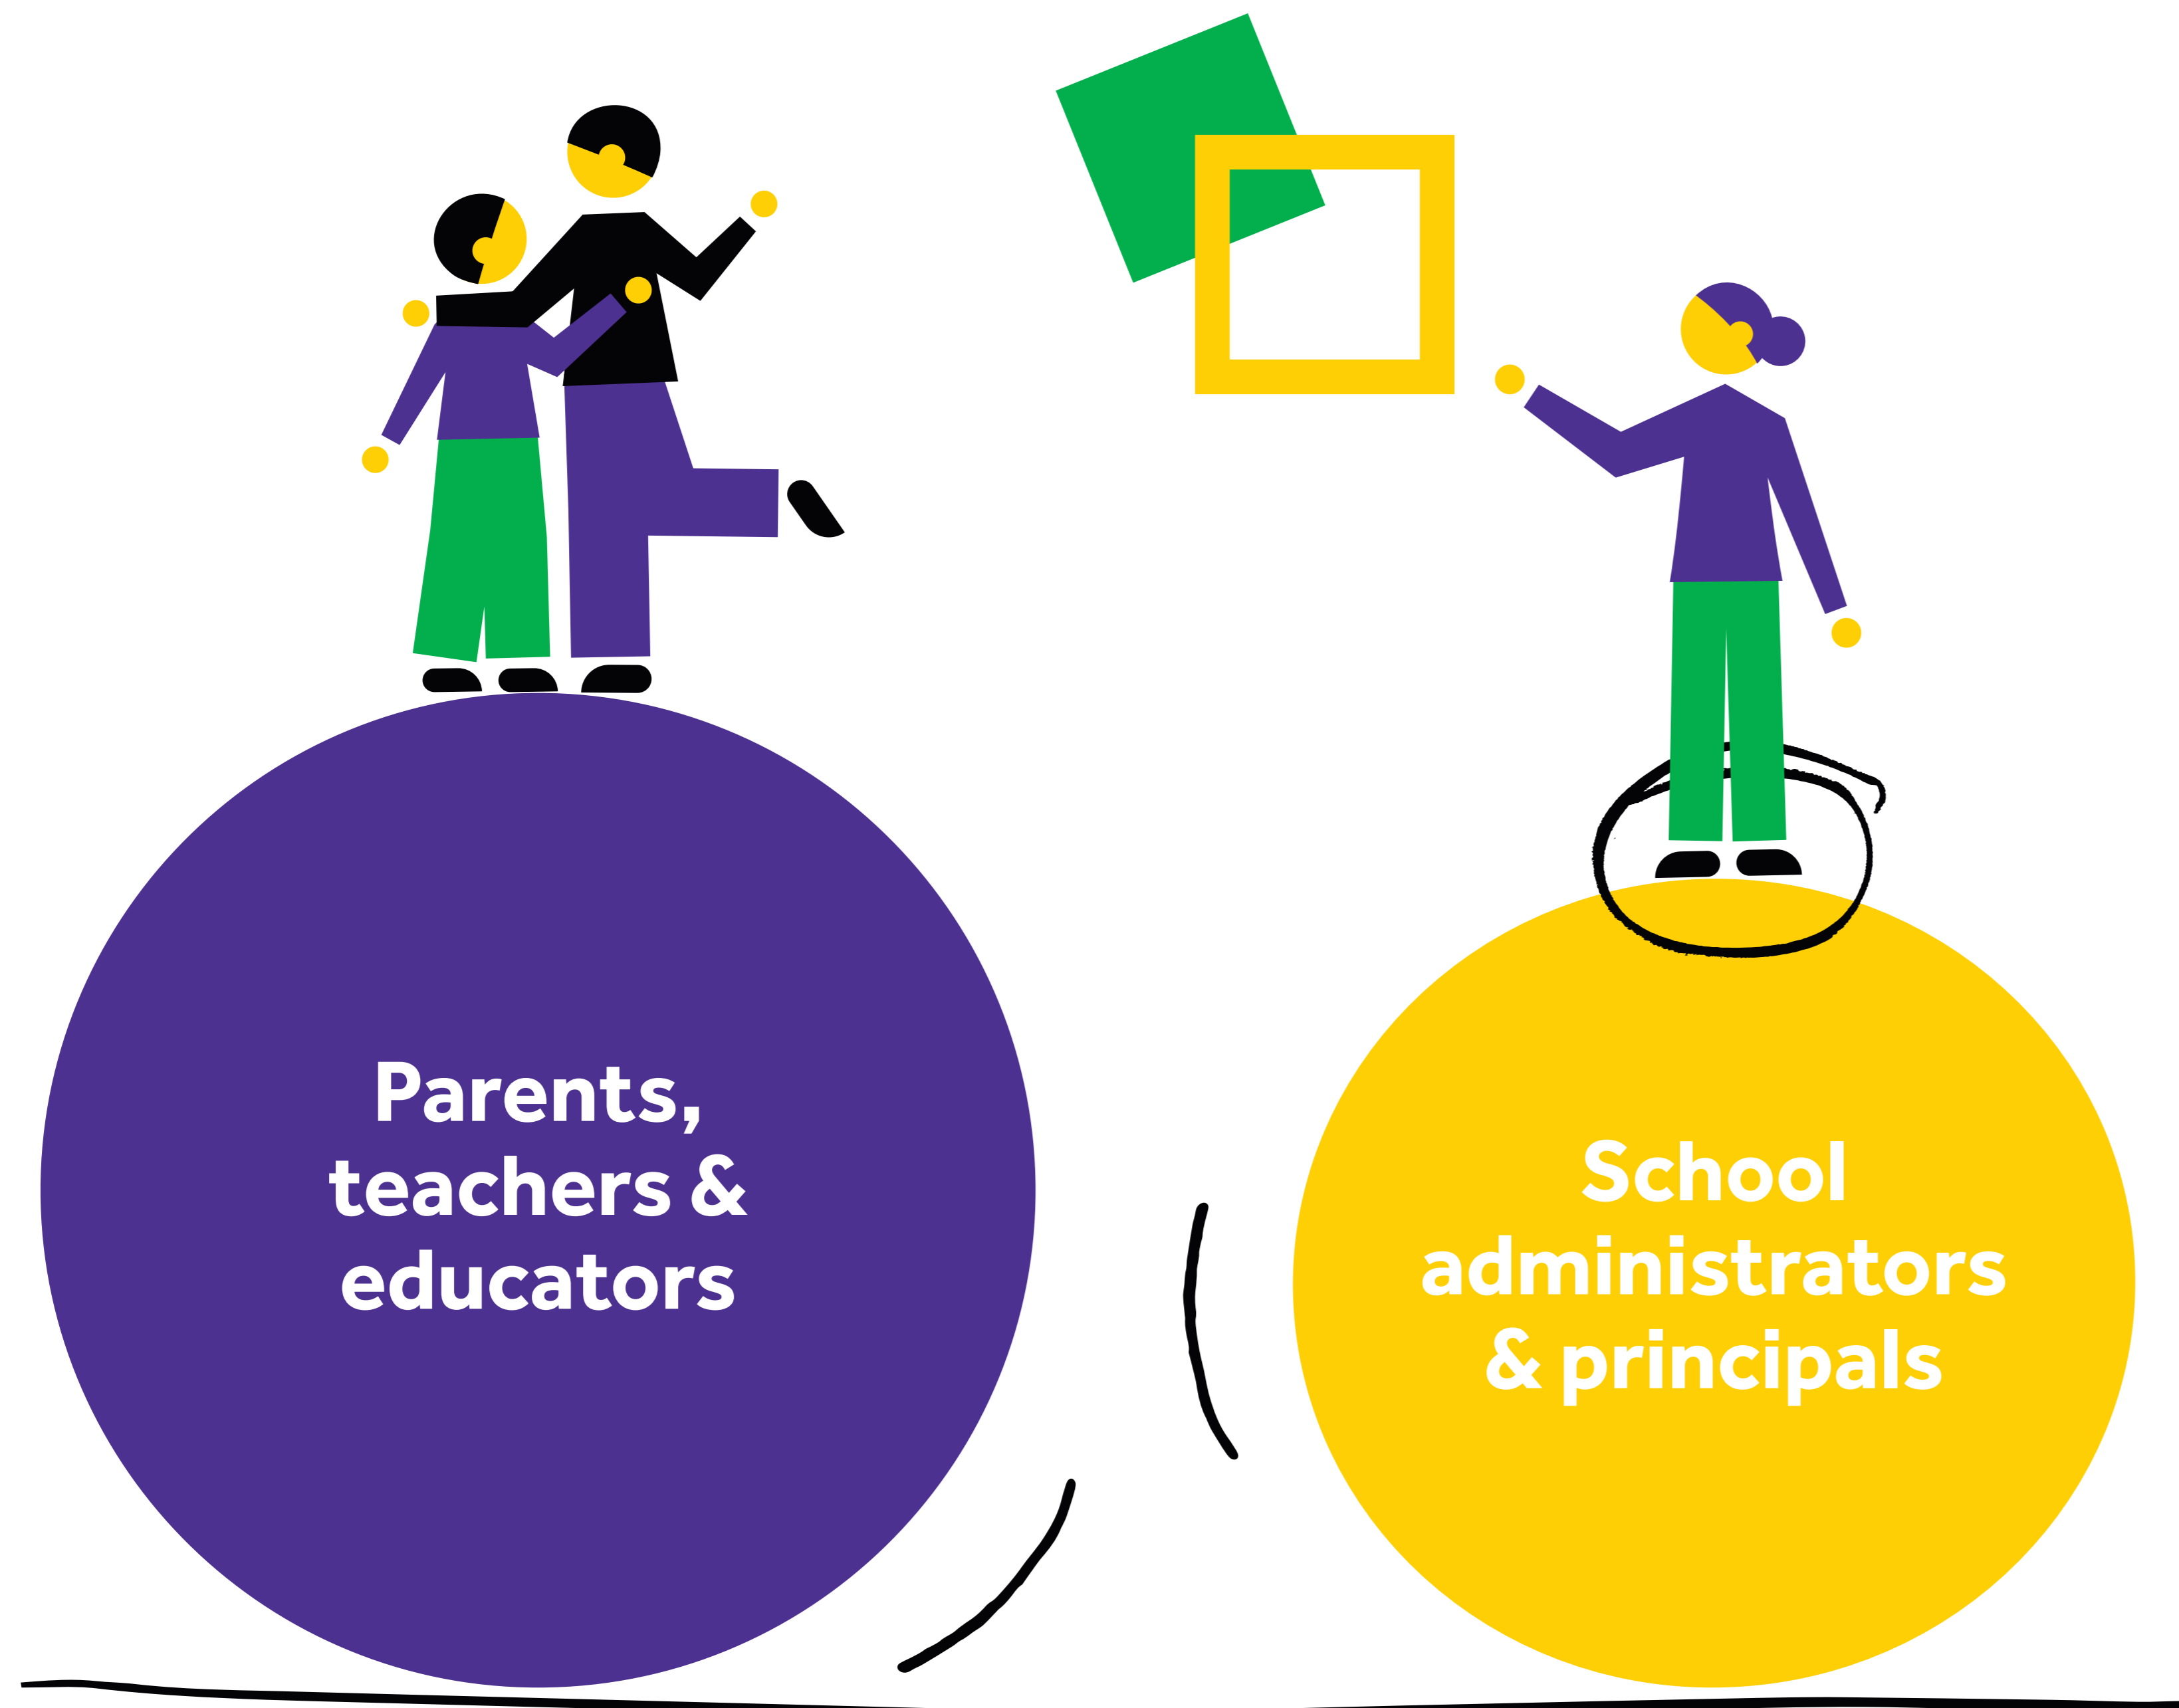 Parents,
teachers &
educators
School
administrators
& principals